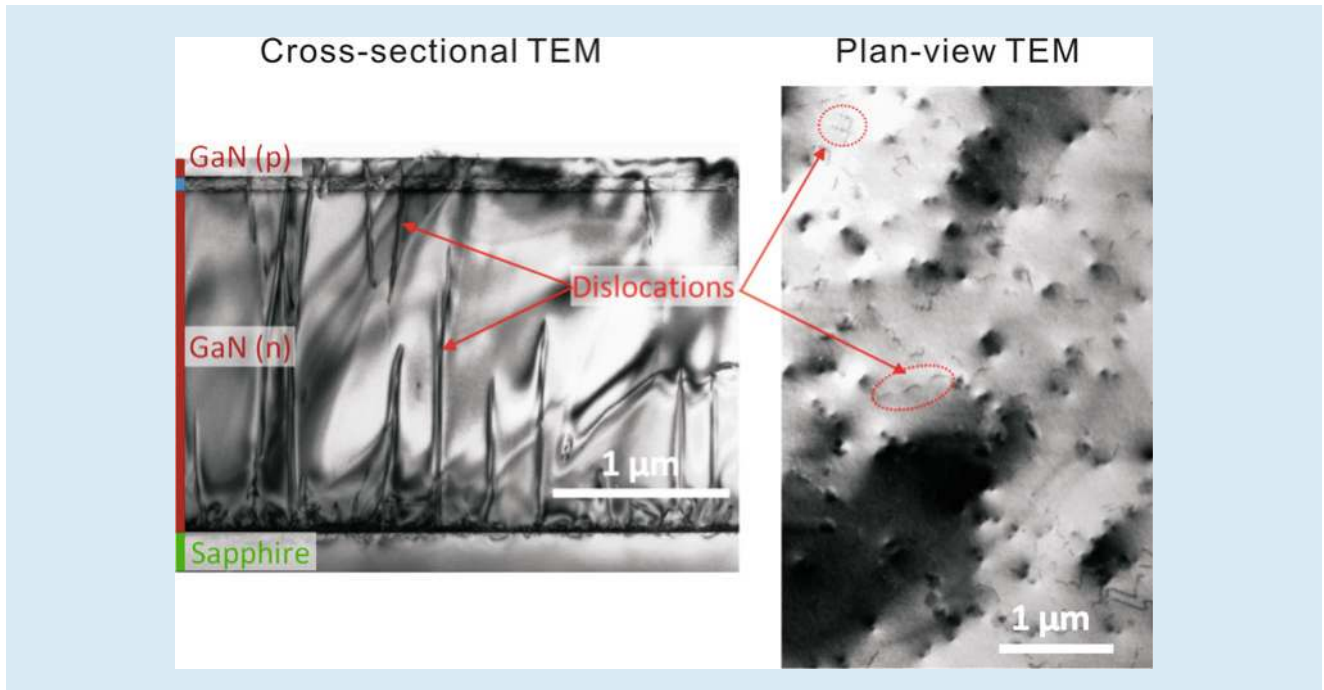 Cross-sectional TEM
Plan-view TEM
GaN (p)
Dislocations
GaN (n)
1 µm
Sapphire
1 µm